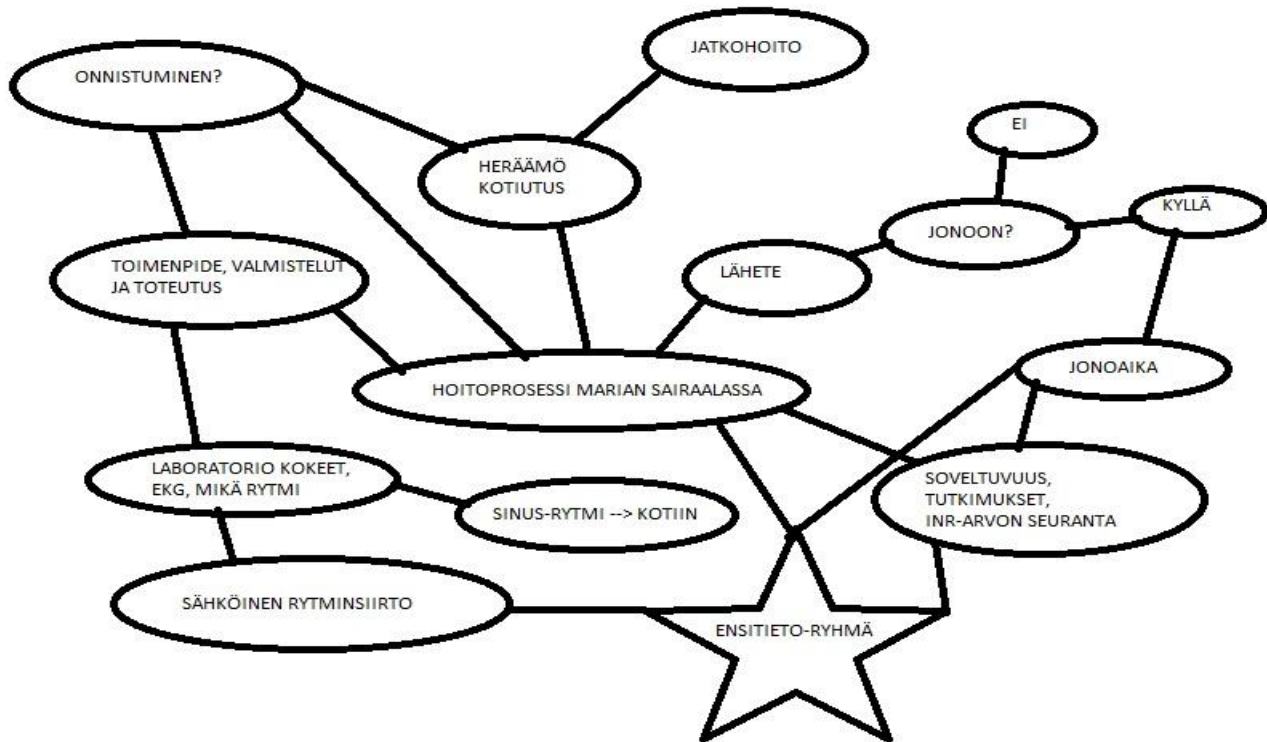 JATKOHOITO
ONNISTUMINEN?
EI
HERÄÄMÖ
KOTIUTUS
KYLLÄ
JONOON?
TOIMENPIDE, VALMISTELUT
JA TOTEUTUS
LÄHETE
JONOAIKA
HOITOPROSESSI MARIAN SAIRAALASSA
LABORATORIO KOKEET,
EKG, MIKÄ RYTMI
SOVELTUVUUS,
TUTKIMUKSET,
INR-ARVON SEURANTA
SINUS-RYTMI --> KOTIIN
SÄHKÖINEN RYTMINSIIRTO
ENSITIETO-RYHMÄ